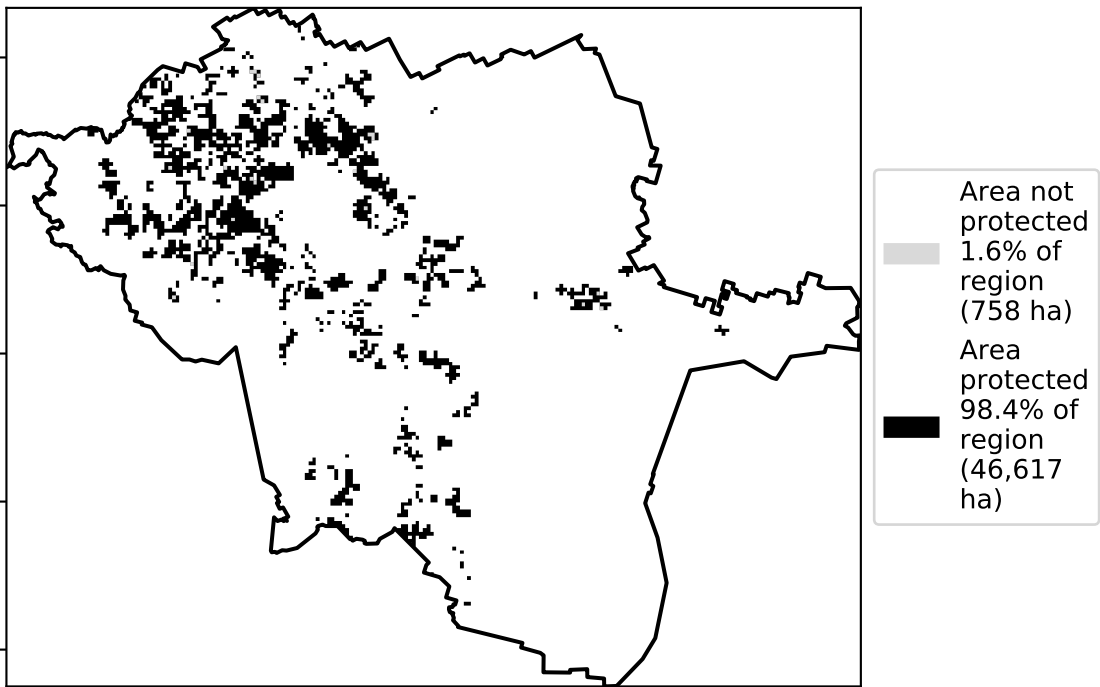 Area not
protected
1.6% of
region
(758 ha)
Area
protected
98.4% of
region
(46,617
ha)